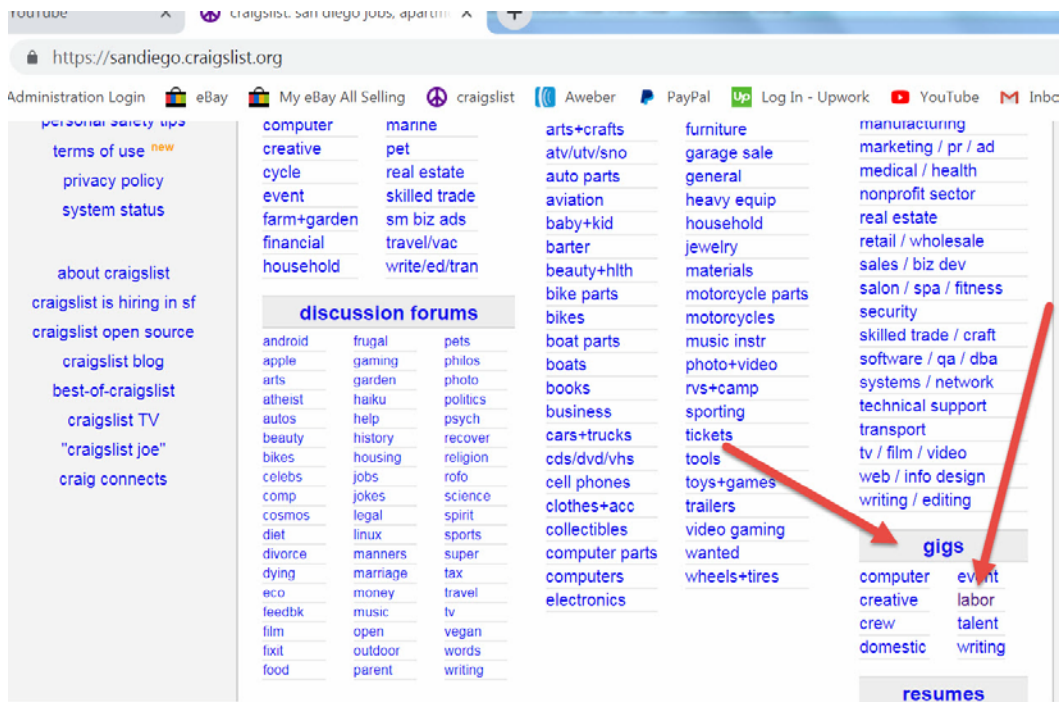 YouTube
craigslist: san diego jobs, apartm
https://sandiego.craigslist.org
Administration Login eBay My eBay All Selling craigslist Aweber PayPal Up Log In - Upwork YouTube Inbo
personal safety tips
terms of use new
privacy policy
system status
about craigslist
craigslist is hiring in sf
craigslist open source
craigslist blog
best-of-craigslist
craigslist TV
"craigslist joe"
craig connects
computer marine
creative pet
cycle real estate
event skilled trade
farm+garden sm biz ads
financial travel/vac
household write/ed/tran
discussion forums
android frugal pets
apple gaming philos
arts garden photo
atheist haiku politics
autos help psych
beauty history recover
bikes housing religion
celebs jobs rofo
comp jokes science
cosmos legal spirit
diet linux sports
divorce manners super
dying marriage tax
eco money travel
feedbk music tv
film open vegan
fixit outdoor words
food parent writing
arts+crafts furniture
atv/utv/sno garage sale
auto parts general
aviation heavy equip
baby+kid household
barter jewelry
beauty+hlth materials
bike parts motorcycle parts
bikes motorcycles
boat parts music instr
boats photo+video
books rvs+camp
business sporting
cars+trucks tickets
cds/dvd/vhs tools
cell phones toys+games
clothes+acc trailers
collectibles video gaming
computer parts wanted
computers wheels+tires
electronics
manufacturing
marketing / pr / ad
medical / health
nonprofit sector
real estate
retail / wholesale
sales / biz dev
salon / spa / fitness
security
skilled trade / craft
software / qa / dba
systems / network
technical support
transport
tv / film / video
web / info design
writing / editing
gigs
computer event
creative labor
crew talent
domestic writing
resumes